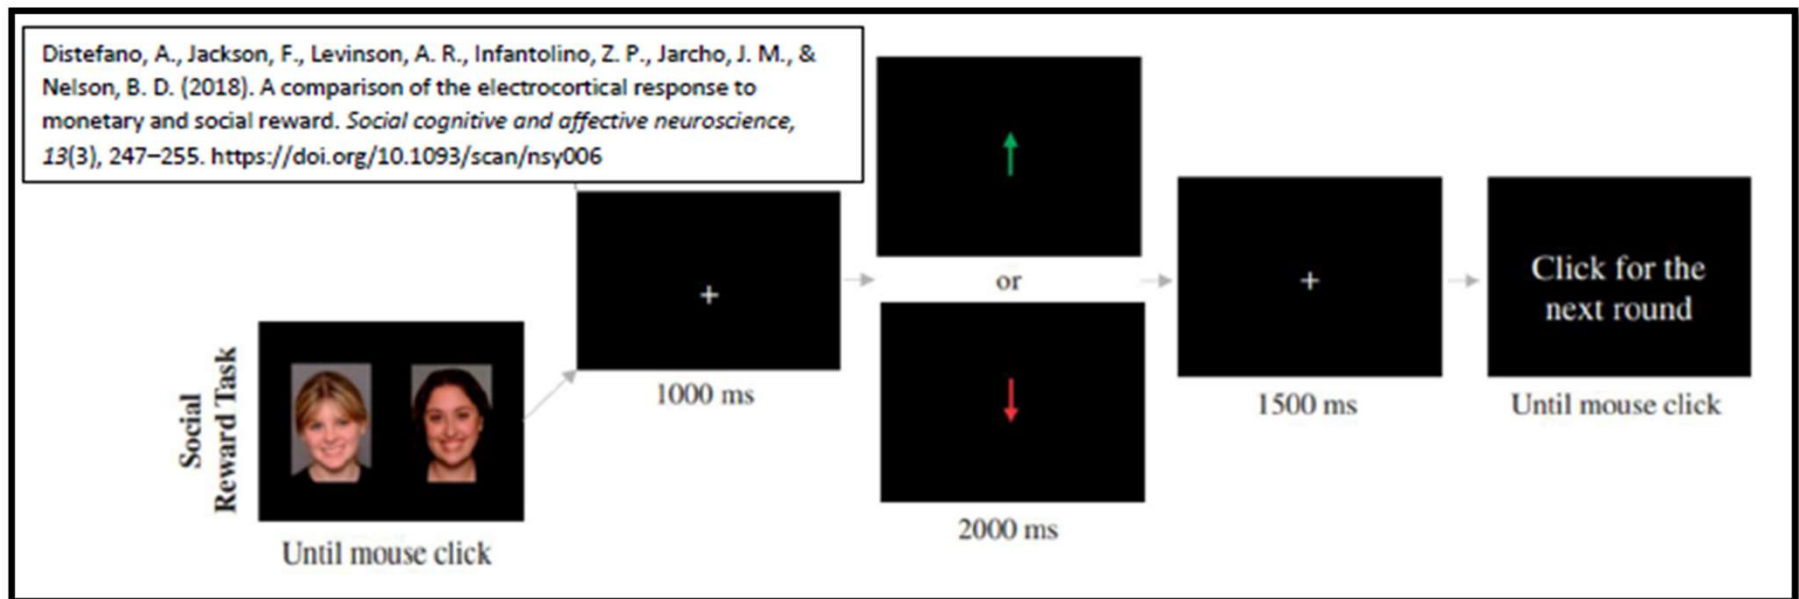 Distefano, A., Jackson, F., Levinson, A. R., Infantolino, Z. P., Jarcho, J. M., &
Nelson, B. D. (2018). A comparison of the electrocortical response to
monetary and social reward. Social cognitive and affective neuroscience,
13(3), 247–255. https://doi.org/10.1093/scan/nsy006
Social
Reward Task
Until mouse click
+
1000 ms
or
2000 ms
+
1500 ms
Click for the
next round
Until mouse click